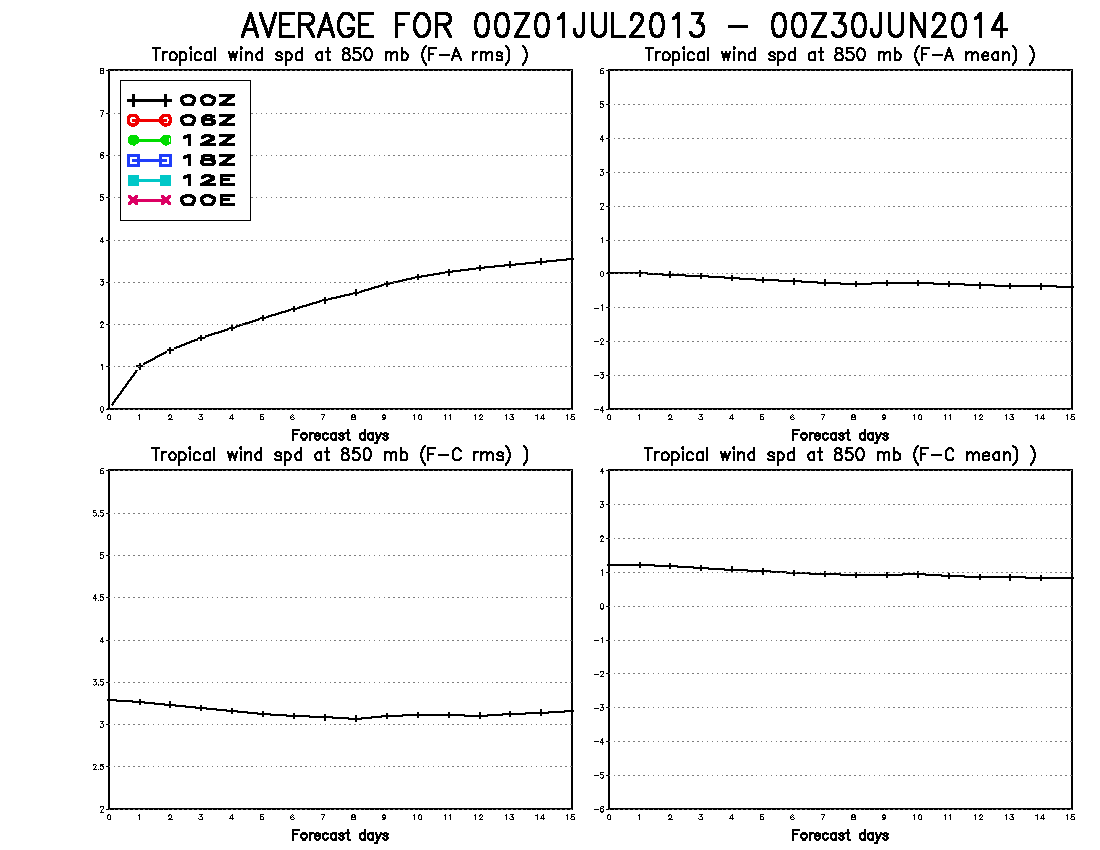 AVERAGE FOR 00Z01JUL2013 - 00Z30JUN2014
Tropical wind spd at 850 mb (F-A rms) )
8
7
6
5
4
3
2
1
0
00Z
06Z
12Z
18Z
12E
00E
0 1 2 3 4 5 6 7 8 9 10 11 12 13 14 15
Forecast days
Tropical wind spd at 850 mb (F-A mean) )
6
5
4
3
2
1
0
-1
-2
-3
-4
0 1 2 3 4 5 6 7 8 9 10 11 12 13 14 15
Forecast days
Tropical wind spd at 850 mb (F-C rms) )
6
5.5
5
4.5
4
3.5
3
2.5
2
0 1 2 3 4 5 6 7 8 9 10 11 12 13 14 15
Forecast days
Tropical wind spd at 850 mb (F-C mean) )
4
3
2
1
0
-1
-2
-3
-4
-5
-6
0 1 2 3 4 5 6 7 8 9 10 11 12 13 14 15
Forecast days